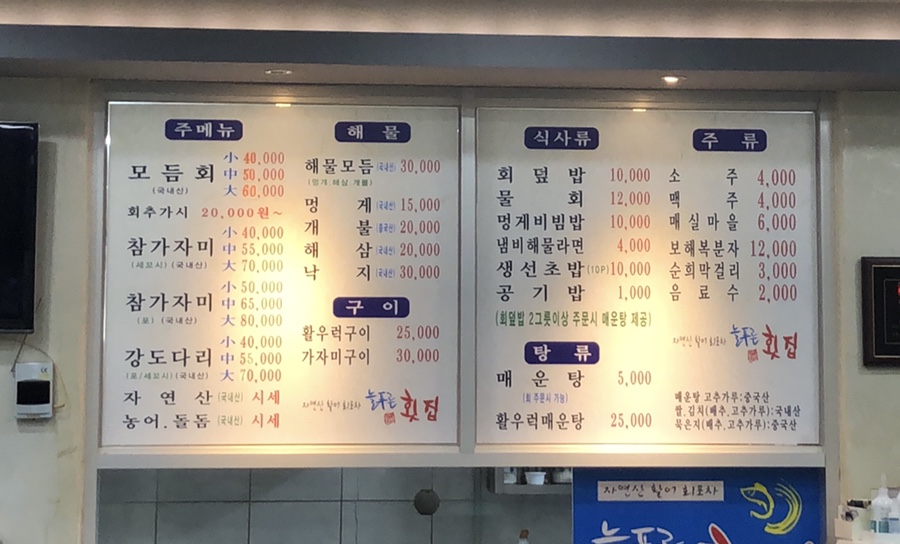 주메뉴
모듬회 小 40,000
(국내산) 中 50,000
大 60,000
회추가시 20,000원~
참가자미 小 40,000
(세꼬시) (국내산) 中 55,000
大 70,000
참가자미 小 50,000
(포) (국내산) 中 65,000
大 80,000
강도다리 小 40,000
(포/세꼬시) (국내산) 中 55,000
大 70,000
자연산 (국내산) 시세
농어.돌돔 (국내산) 시세
해물
해물모듬 (국내산) 30,000
(멍게 해삼 개불)
멍게 (국내산) 15,000
개불 (중국산) 20,000
해삼 (국내산) 20,000
낙지 (국내산) 30,000
구이
활우럭구이 25,000
가자미구이 30,000
자연산 활어 회포차 늘푸른 횟집
식사류
회덮밥 10,000
물회 12,000
멍게비빔밥 10,000
냄비해물라면 4,000
생선초밥(10P) 10,000
공기밥 1,000
(회덮밥 2그릇이상 주문시 매운탕 제공)
탕류
매운탕 5,000
(회 주문시 가능)
활우럭매운탕 25,000
주류
소주 4,000
맥주 4,000
매실마을 6,000
보해복분자 12,000
순희막걸리 3,000
음료수 2,000
자연산 활어 회포차 늘푸른 횟집
매운탕 고추가루:중국산
쌀,김치(배추,고추가루):국내산
묵은지(배추,고추가루):중국산
자연산 활어 회포차
늘푸른